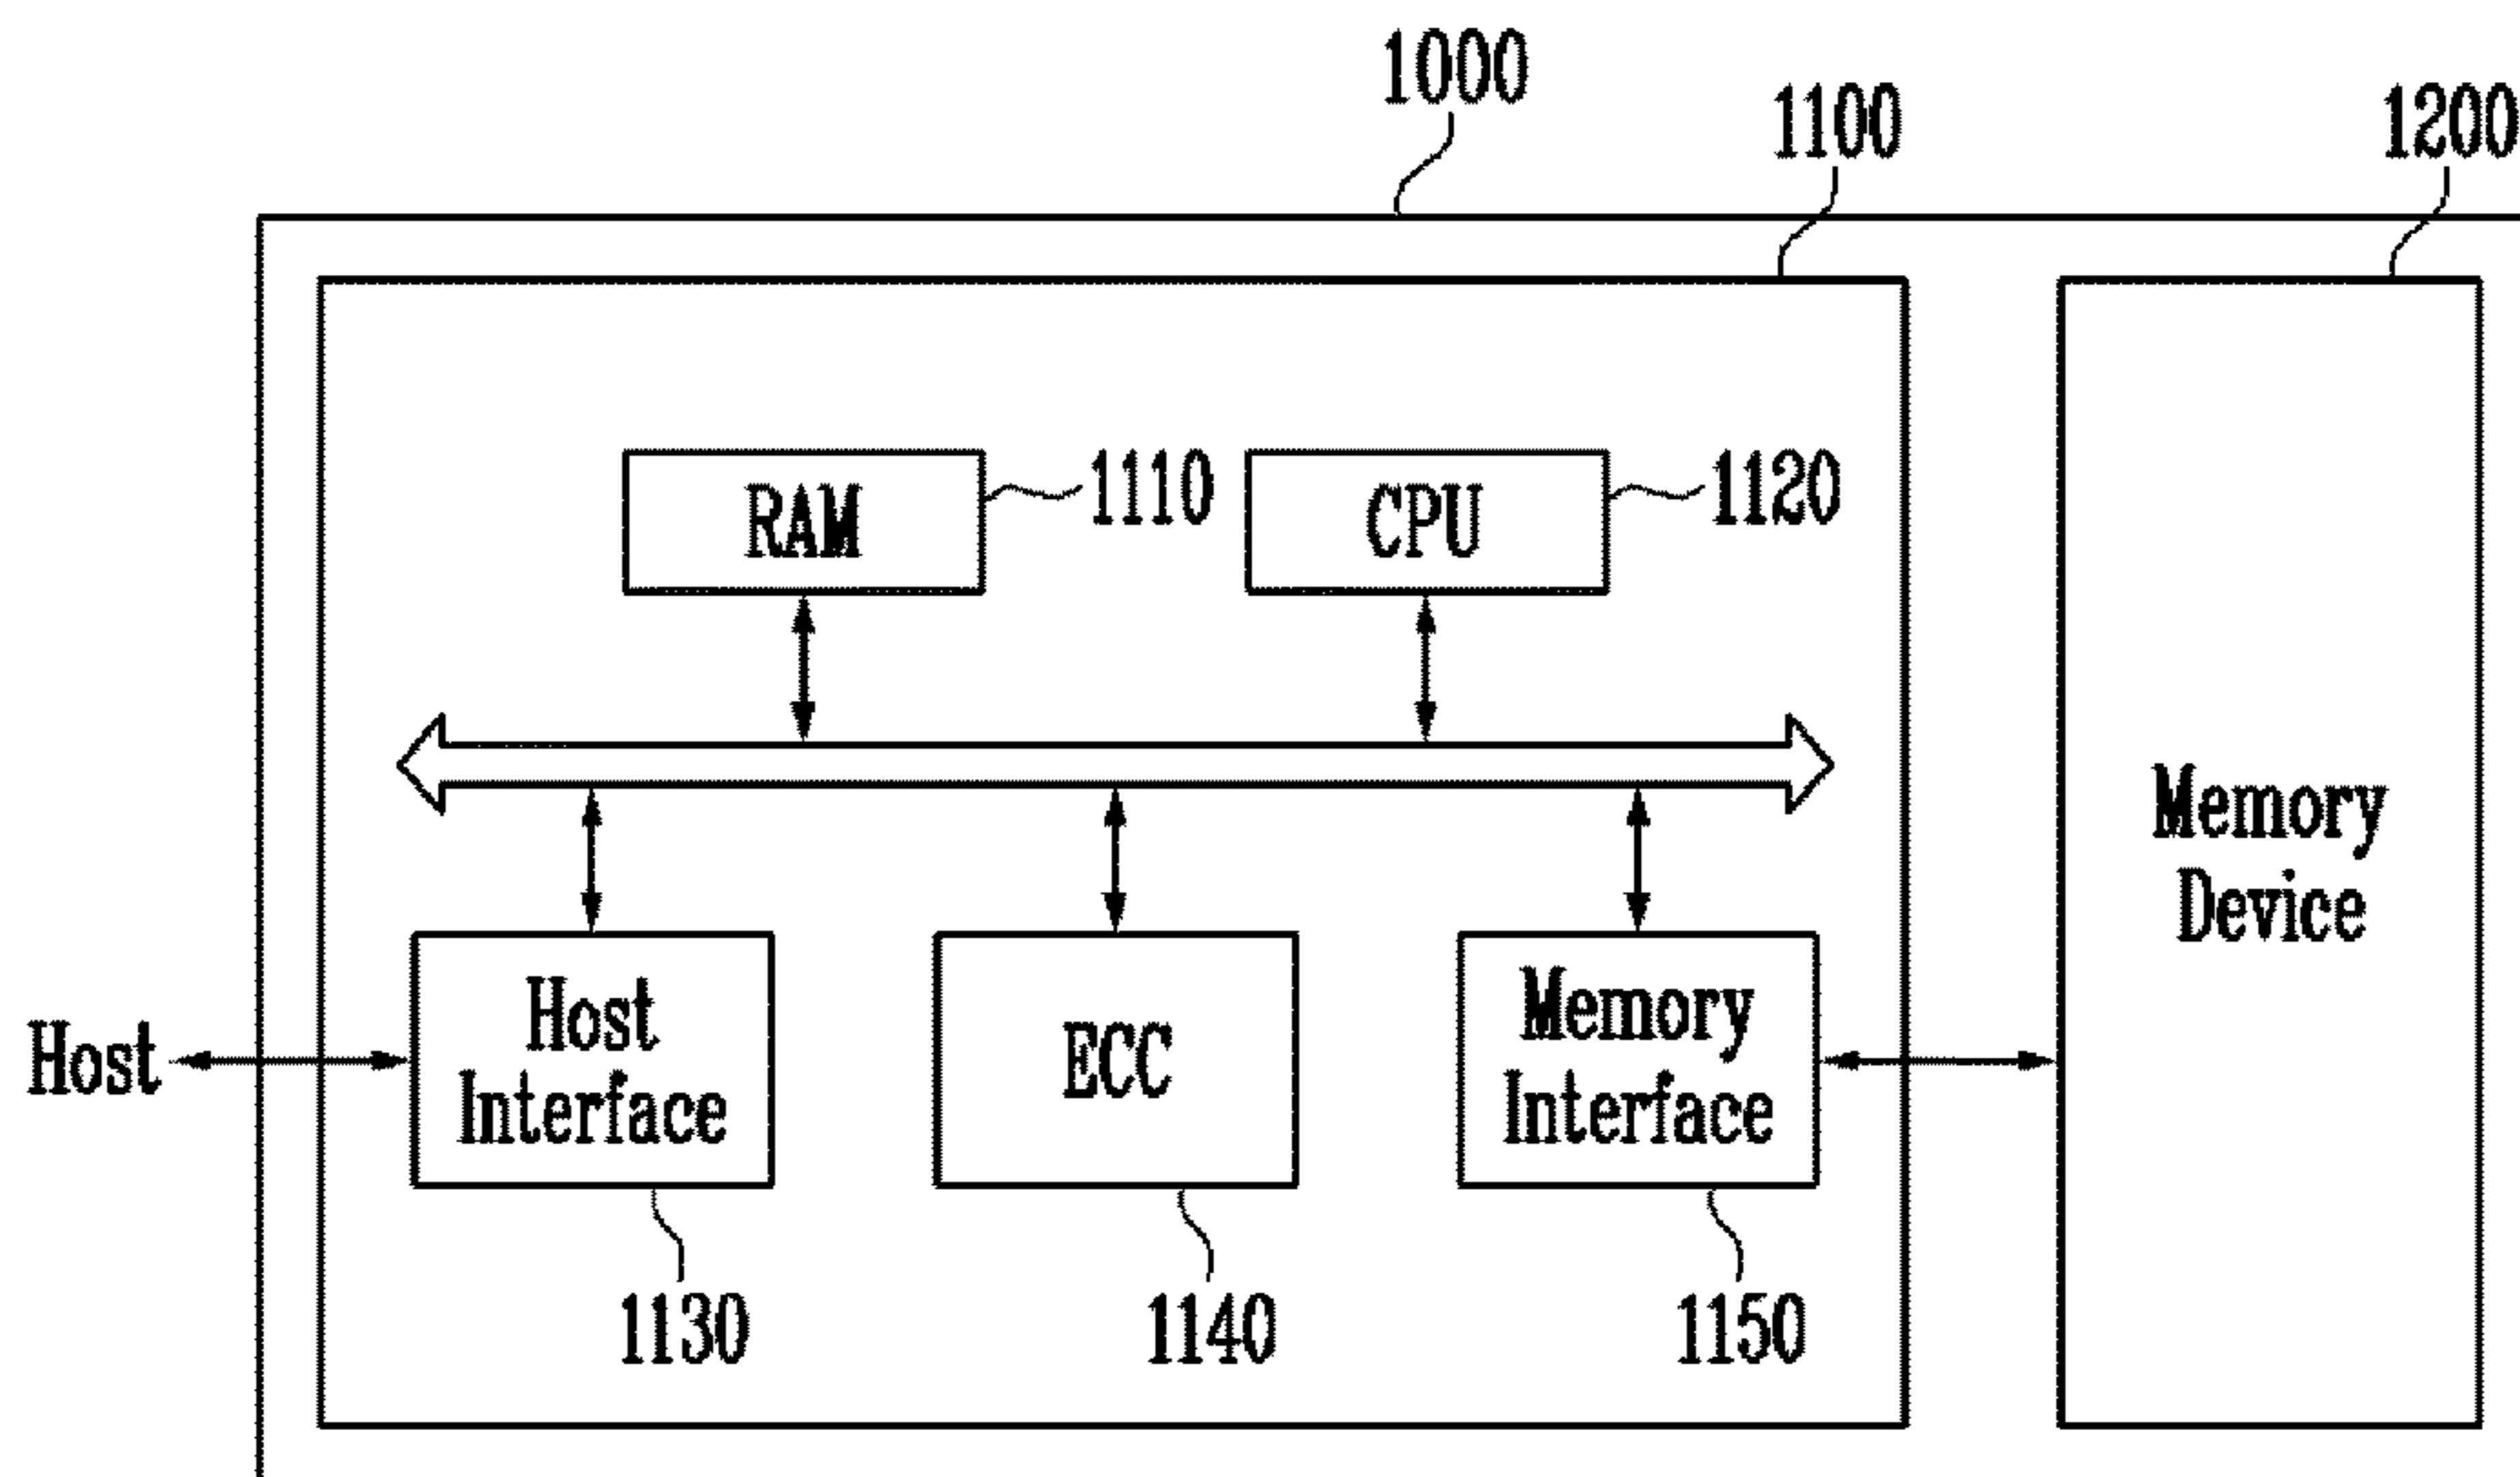 1000
1100
1200
RAM
1110
CPU
1120
Memory
Device
Host
Host
Interface
ECC
Memory
Interface
1130
1140
1150